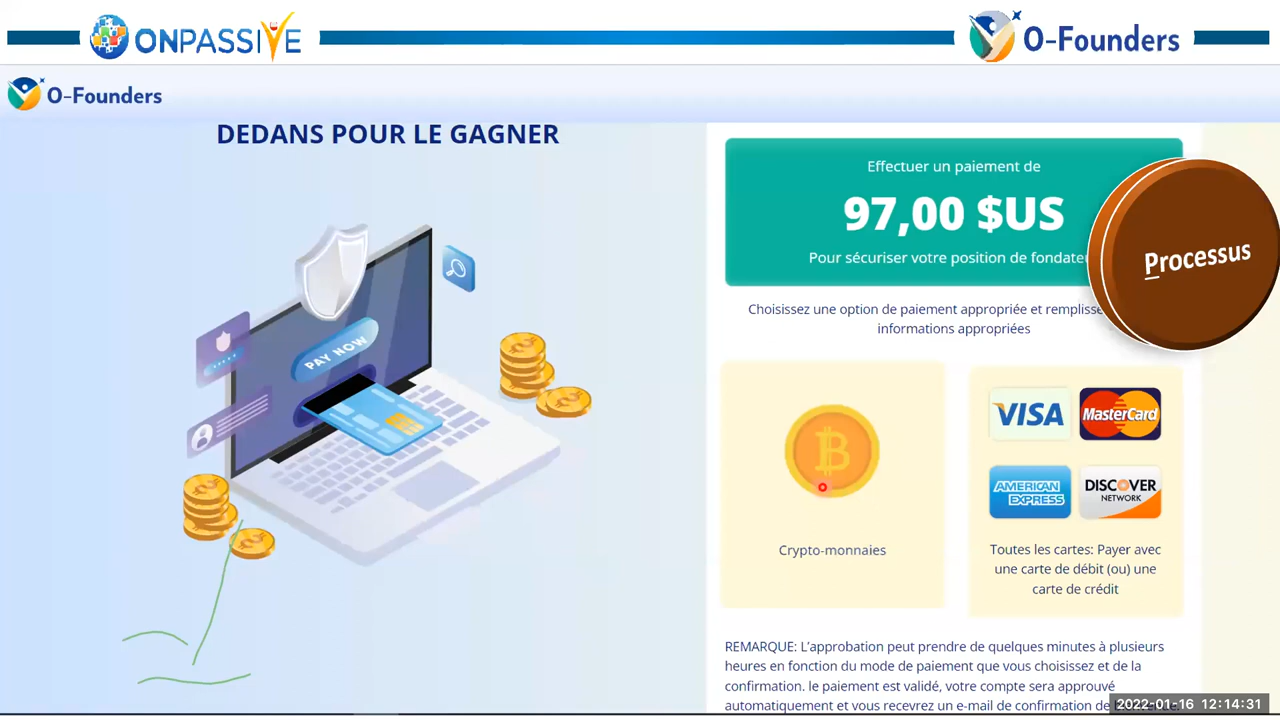 ONPASSIVE
O-Founders
O-Founders
DEDANS POUR LE GAGNER
Effectuer un paiement de
97,00 $US
Pour sécuriser votre position de
Processus
Choisissez une option de paiement appropriée et
informations appropriées
PAY NOW
VISA
MasterCard
AMERICAN
EXPRESS
DISCOVER
NETWORK
Crypto-monnaies
Toutes les cartes: Payer avec
une carte de débit (ou) une
carte de crédit
REMARQUE: L'approbation peut prendre de quelques minutes à plusieurs
heures en fonction du mode de paiement que vous choisissez et de la
confirmation. le paiement est validé, votre compte sera approuvé
automatiquement et vous recevrez un e-mail de confirmation de
2022-01-16 12:14:31